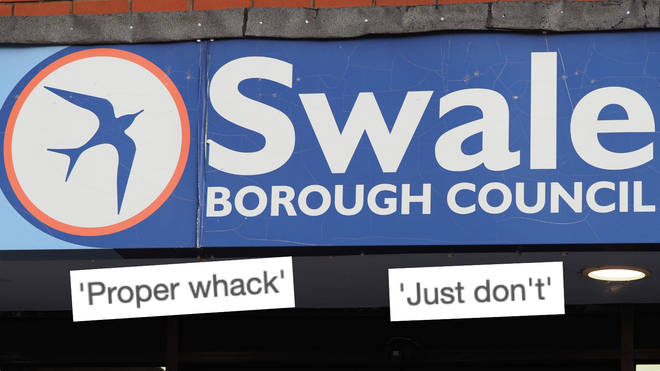 Swale
BOROUGH COUNCIL
'Proper whack'
'Just don't'